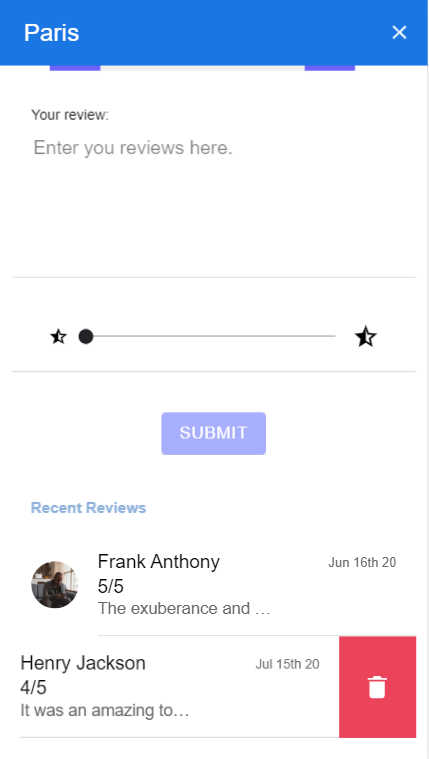 Paris
Your review:
Enter you reviews here.
SUBMIT
Recent Reviews
Frank Anthony
Jun 16th 20
5/5
The exuberance and …
Henry Jackson
Jul 15th 20
4/5
It was an amazing to…